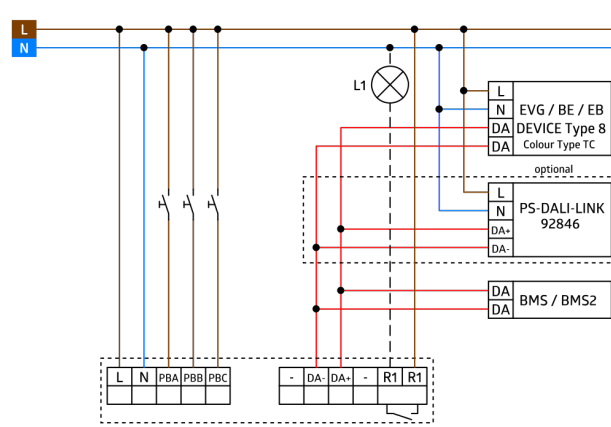 L
N
L1
L
N
DA
DA
EVG / BE / EB
DEVICE Type 8
Colour Type TC
optional
L
N
DA+
DA-
PS-DALI-LINK
92846
DA
DA
BMS / BMS2
L N PBA PBB PBC
- DA- DA+ - R1 R1